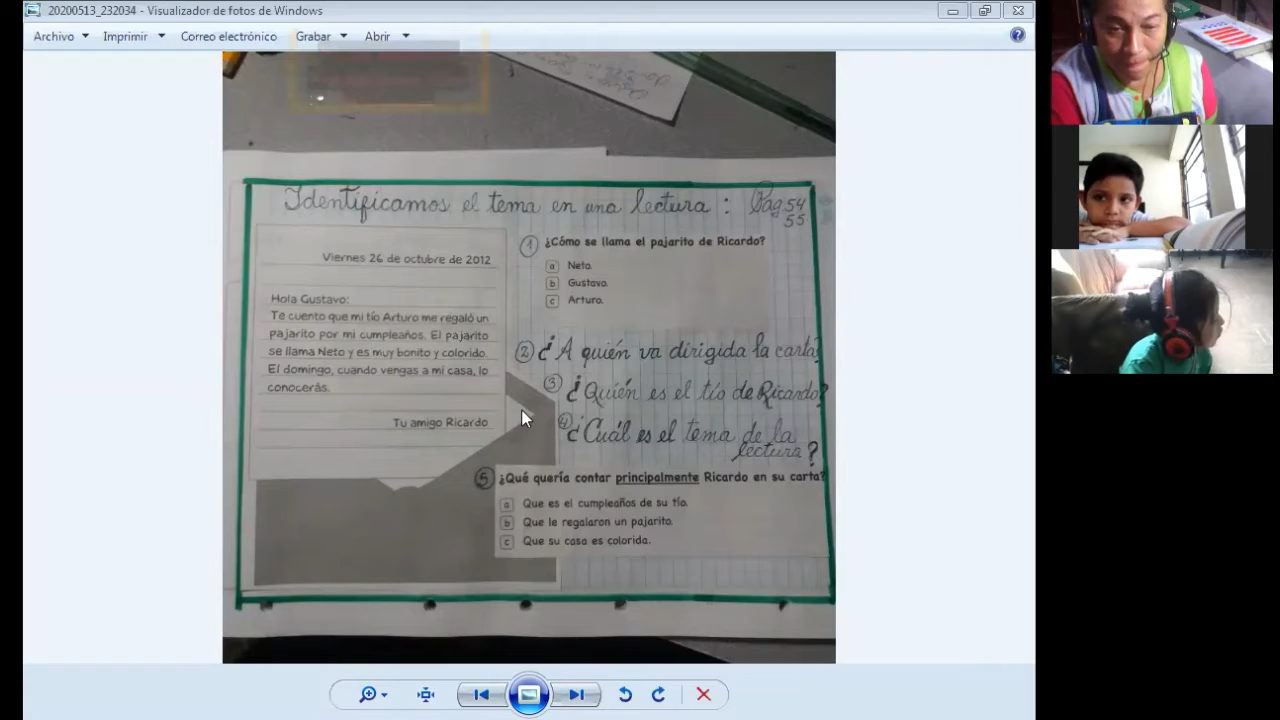 20200513_232034 - Visualizador de fotos de Windows
Archivo Imprimir Correo electrónico Grabar Abrir
Identificamos el tema en una lectura : Pag 54
55
Viernes 26 de octubre de 2012
Hola Gustavo:
Te cuento que mi tío Arturo me regaló un
pajarito por mi cumpleaños. El pajarito
se llama Neto y es muy bonito y colorido.
El domingo, cuando vengas a mi casa, lo
conocerás.
Tu amigo Ricardo
1 ¿Cómo se llama el pajarito de Ricardo?
a Neto.
b Gustavo.
c Arturo.
2 ¿A quién va dirigida la carta?
3 ¿Quién es el tío de Ricardo?
4 ¿Cuál es el tema de la
lectura?
5 ¿Qué quería contar principalmente Ricardo en su carta?
a Que es el cumpleaños de su tío.
b Que le regalaron un pajarito.
c Que su casa es colorida.